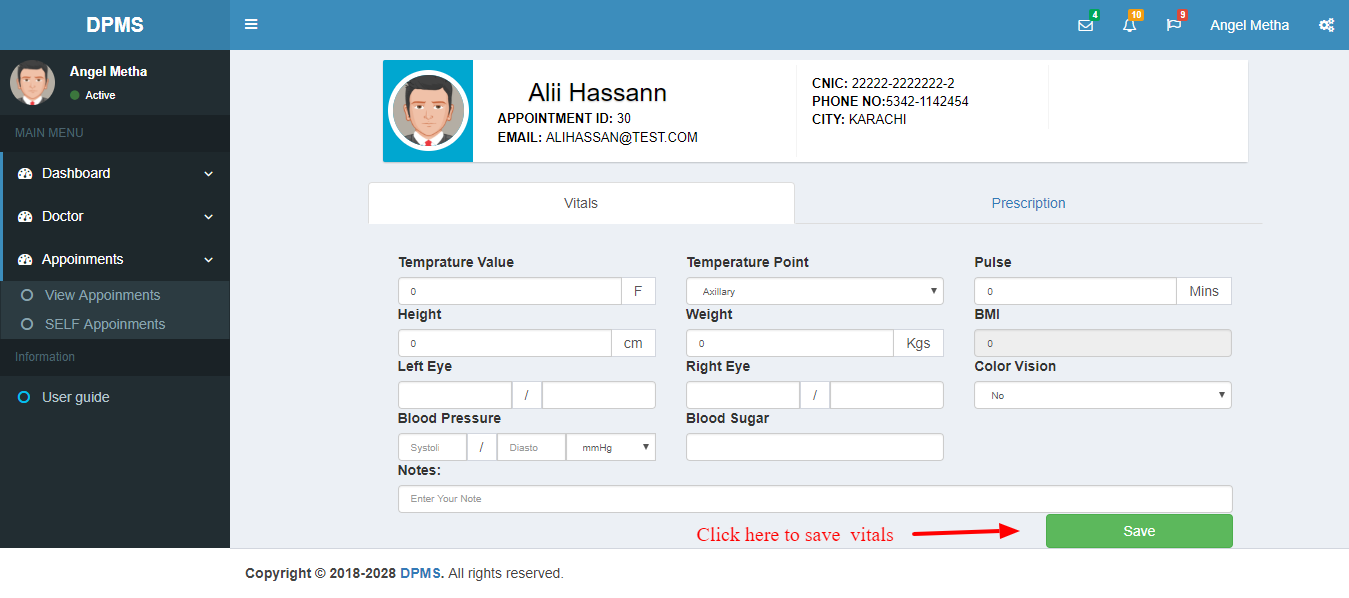 DPMS
4
10
9
Angel Metha
Angel Metha
Active
MAIN MENU
Dashboard
Doctor
Appoinments
View Appoinments
SELF Appoinments
Information
User guide
Alii Hassann
APPOINTMENT ID: 30
EMAIL: ALIHASSAN@TEST.COM
CNIC: 22222-2222222-2
PHONE NO:5342-1142454
CITY: KARACHI
Vitals
Prescription
Temprature Value
Temperature Point
Pulse
0 F
Axillary
0 Mins
Height
Weight
BMI
0 cm
0 Kgs
0
Left Eye
Right Eye
Color Vision
/
/
No
Blood Pressure
Blood Sugar
Systoli / Diasto mmHg
Notes:
Enter Your Note
Click here to save vitals
Save
Copyright © 2018-2028 DPMS. All rights reserved.